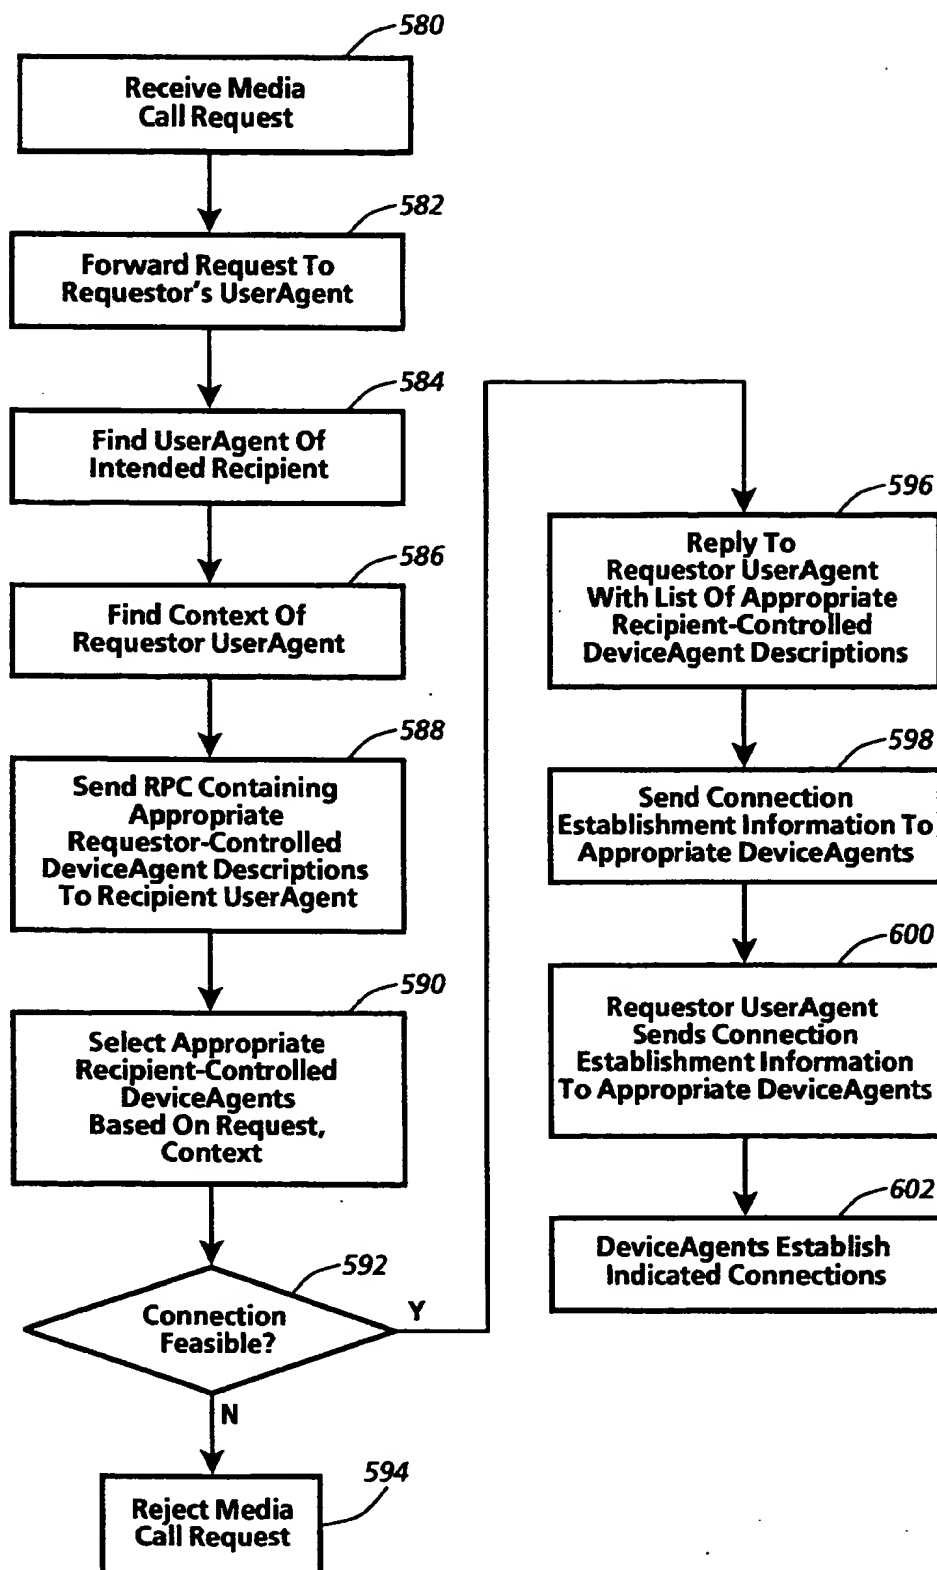 580
Receive Media
Call Request
582
Forward Request To
Requestor's UserAgent
584
Find UserAgent Of
Intended Recipient
586
Find Context Of
Requestor UserAgent
588
Send RPC Containing
Appropriate
Requestor-Controlled
DeviceAgent Descriptions
To Recipient UserAgent
590
Select Appropriate
Recipient-Controlled
DeviceAgents
Based On Request,
Context
592
Connection
Feasible?
Y
N
594
Reject Media
Call Request
596
Reply To
Requestor UserAgent
With List Of Appropriate
Recipient-Controlled
DeviceAgent Descriptions
598
Send Connection
Establishment Information To
Appropriate DeviceAgents
600
Requestor UserAgent
Sends Connection
Establishment Information
To Appropriate DeviceAgents
602
DeviceAgents Establish
Indicated Connections